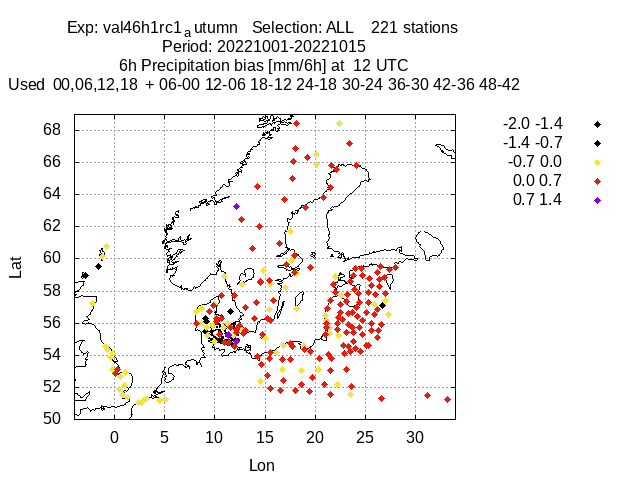 Exp: val46h1rc1autumn   Selection: ALL    221 stations
Period: 20221001-20221015
6h Precipitation bias [mm/6h] at  12 UTC
Used  00,06,12,18  + 06-00 12-06 18-12 24-18 30-24 36-30 42-36 48-42
-2.0 -1.4
-1.4 -0.7
-0.7 0.0
0.0 0.7
0.7 1.4
68
66
64
62
60
58
56
54
52
50
Lat
0 5 10 15 20 25 30
Lon